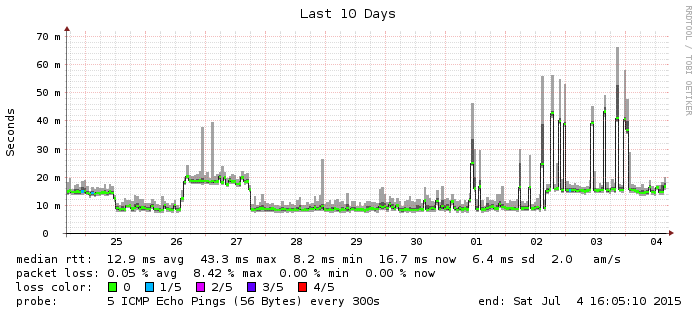 Last 10 Days
RRDTOOL / TOBI OETIKER
Seconds
70 m
60 m
50 m
40 m
30 m
20 m
10 m
0
25 26 27 28 29 30 01 02 03 04
median rtt: 12.9 ms avg 43.3 ms max 8.2 ms min 16.7 ms now 6.4 ms sd 2.0 am/s
packet loss: 0.05 % avg 8.42 % max 0.00 % min 0.00 % now
loss color: 0 1/5 2/5 3/5 4/5
probe: 5 ICMP Echo Pings (56 Bytes) every 300s end: Sat Jul 4 16:05:10 2015